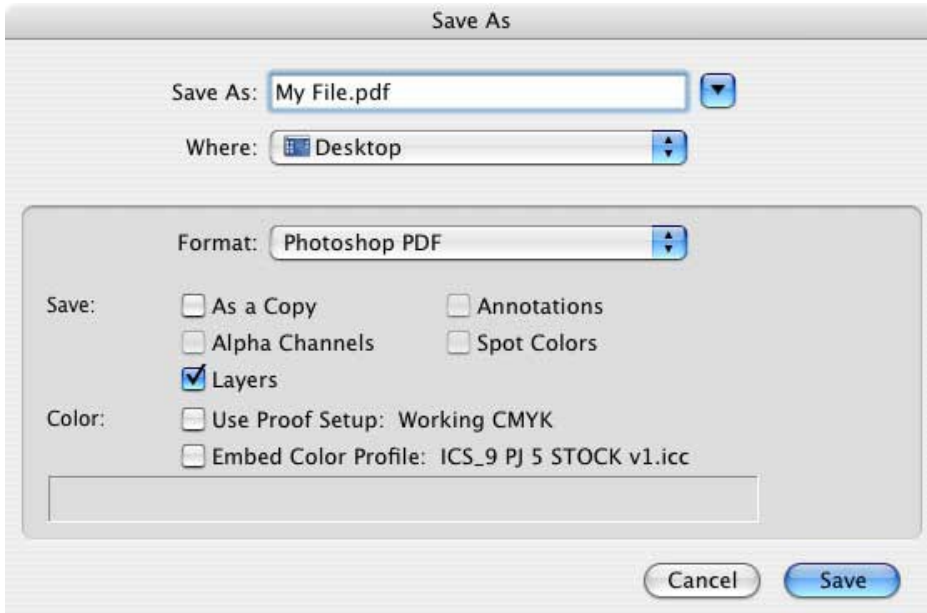 Save As
Save As: My File.pdf
Where: Desktop
Format: Photoshop PDF
Save: As a Copy Annotations
Alpha Channels Spot Colors
Layers
Color: Use Proof Setup: Working CMYK
Embed Color Profile: ICS_9 PJ 5 STOCK v1.icc
Cancel Save